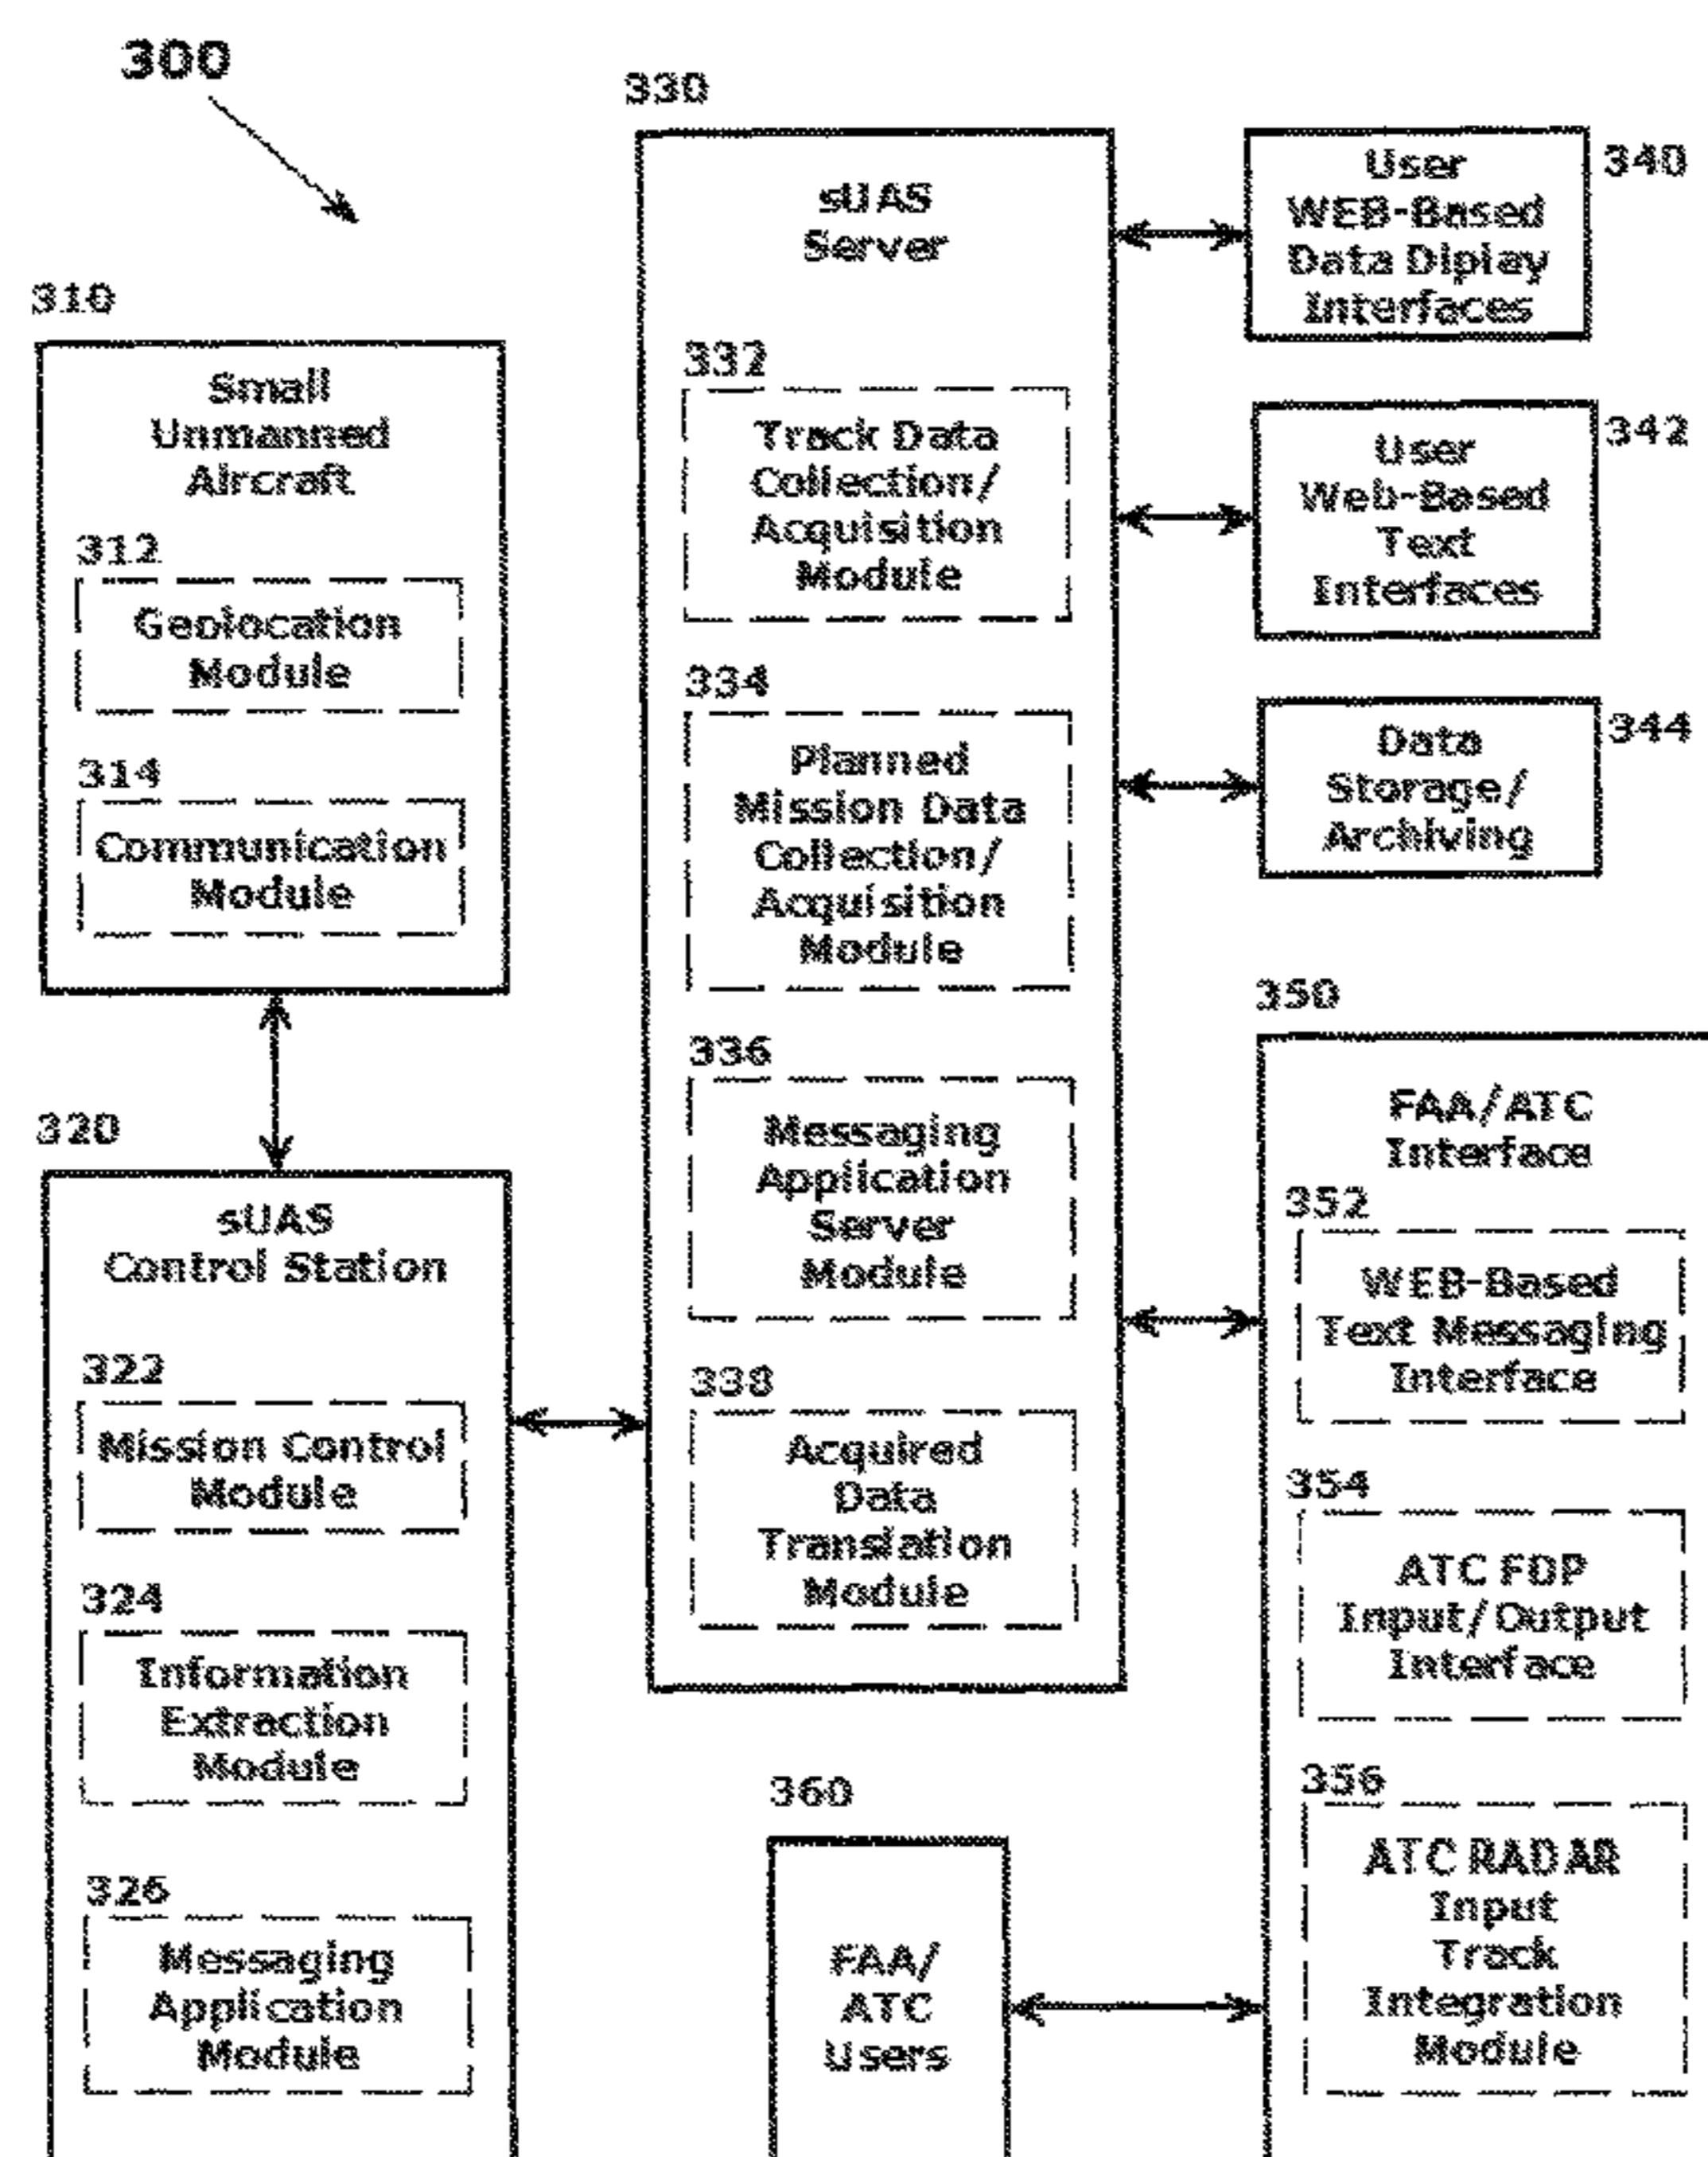 300
310
Small
Unmanned
Aircraft
312
Geolocation
Module
314
Communication
Module
320
sUAS
Control Station
322
Mission Control
Module
324
Information
Extraction
Module
326
Messaging
Application
Module
330
sUAS
Server
332
Track Data
Collection/
Acquisition
Module
334
Planned
Mission Data
Collection/
Acquisition
Module
336
Messaging
Application
Server
Module
338
Acquired
Data
Translation
Module
340
User
WEB-Based
Data Diplay
Interfaces
342
User
Web-Based
Text
Interfaces
344
Data
Storage/
Archiving
350
FAA/ATC
Interface
352
WEB-Based
Text Messaging
Interface
354
ATC FDP
Input/Output
Interface
356
ATC RADAR
Input
Track
Integration
Module
360
FAA/
ATC
Users